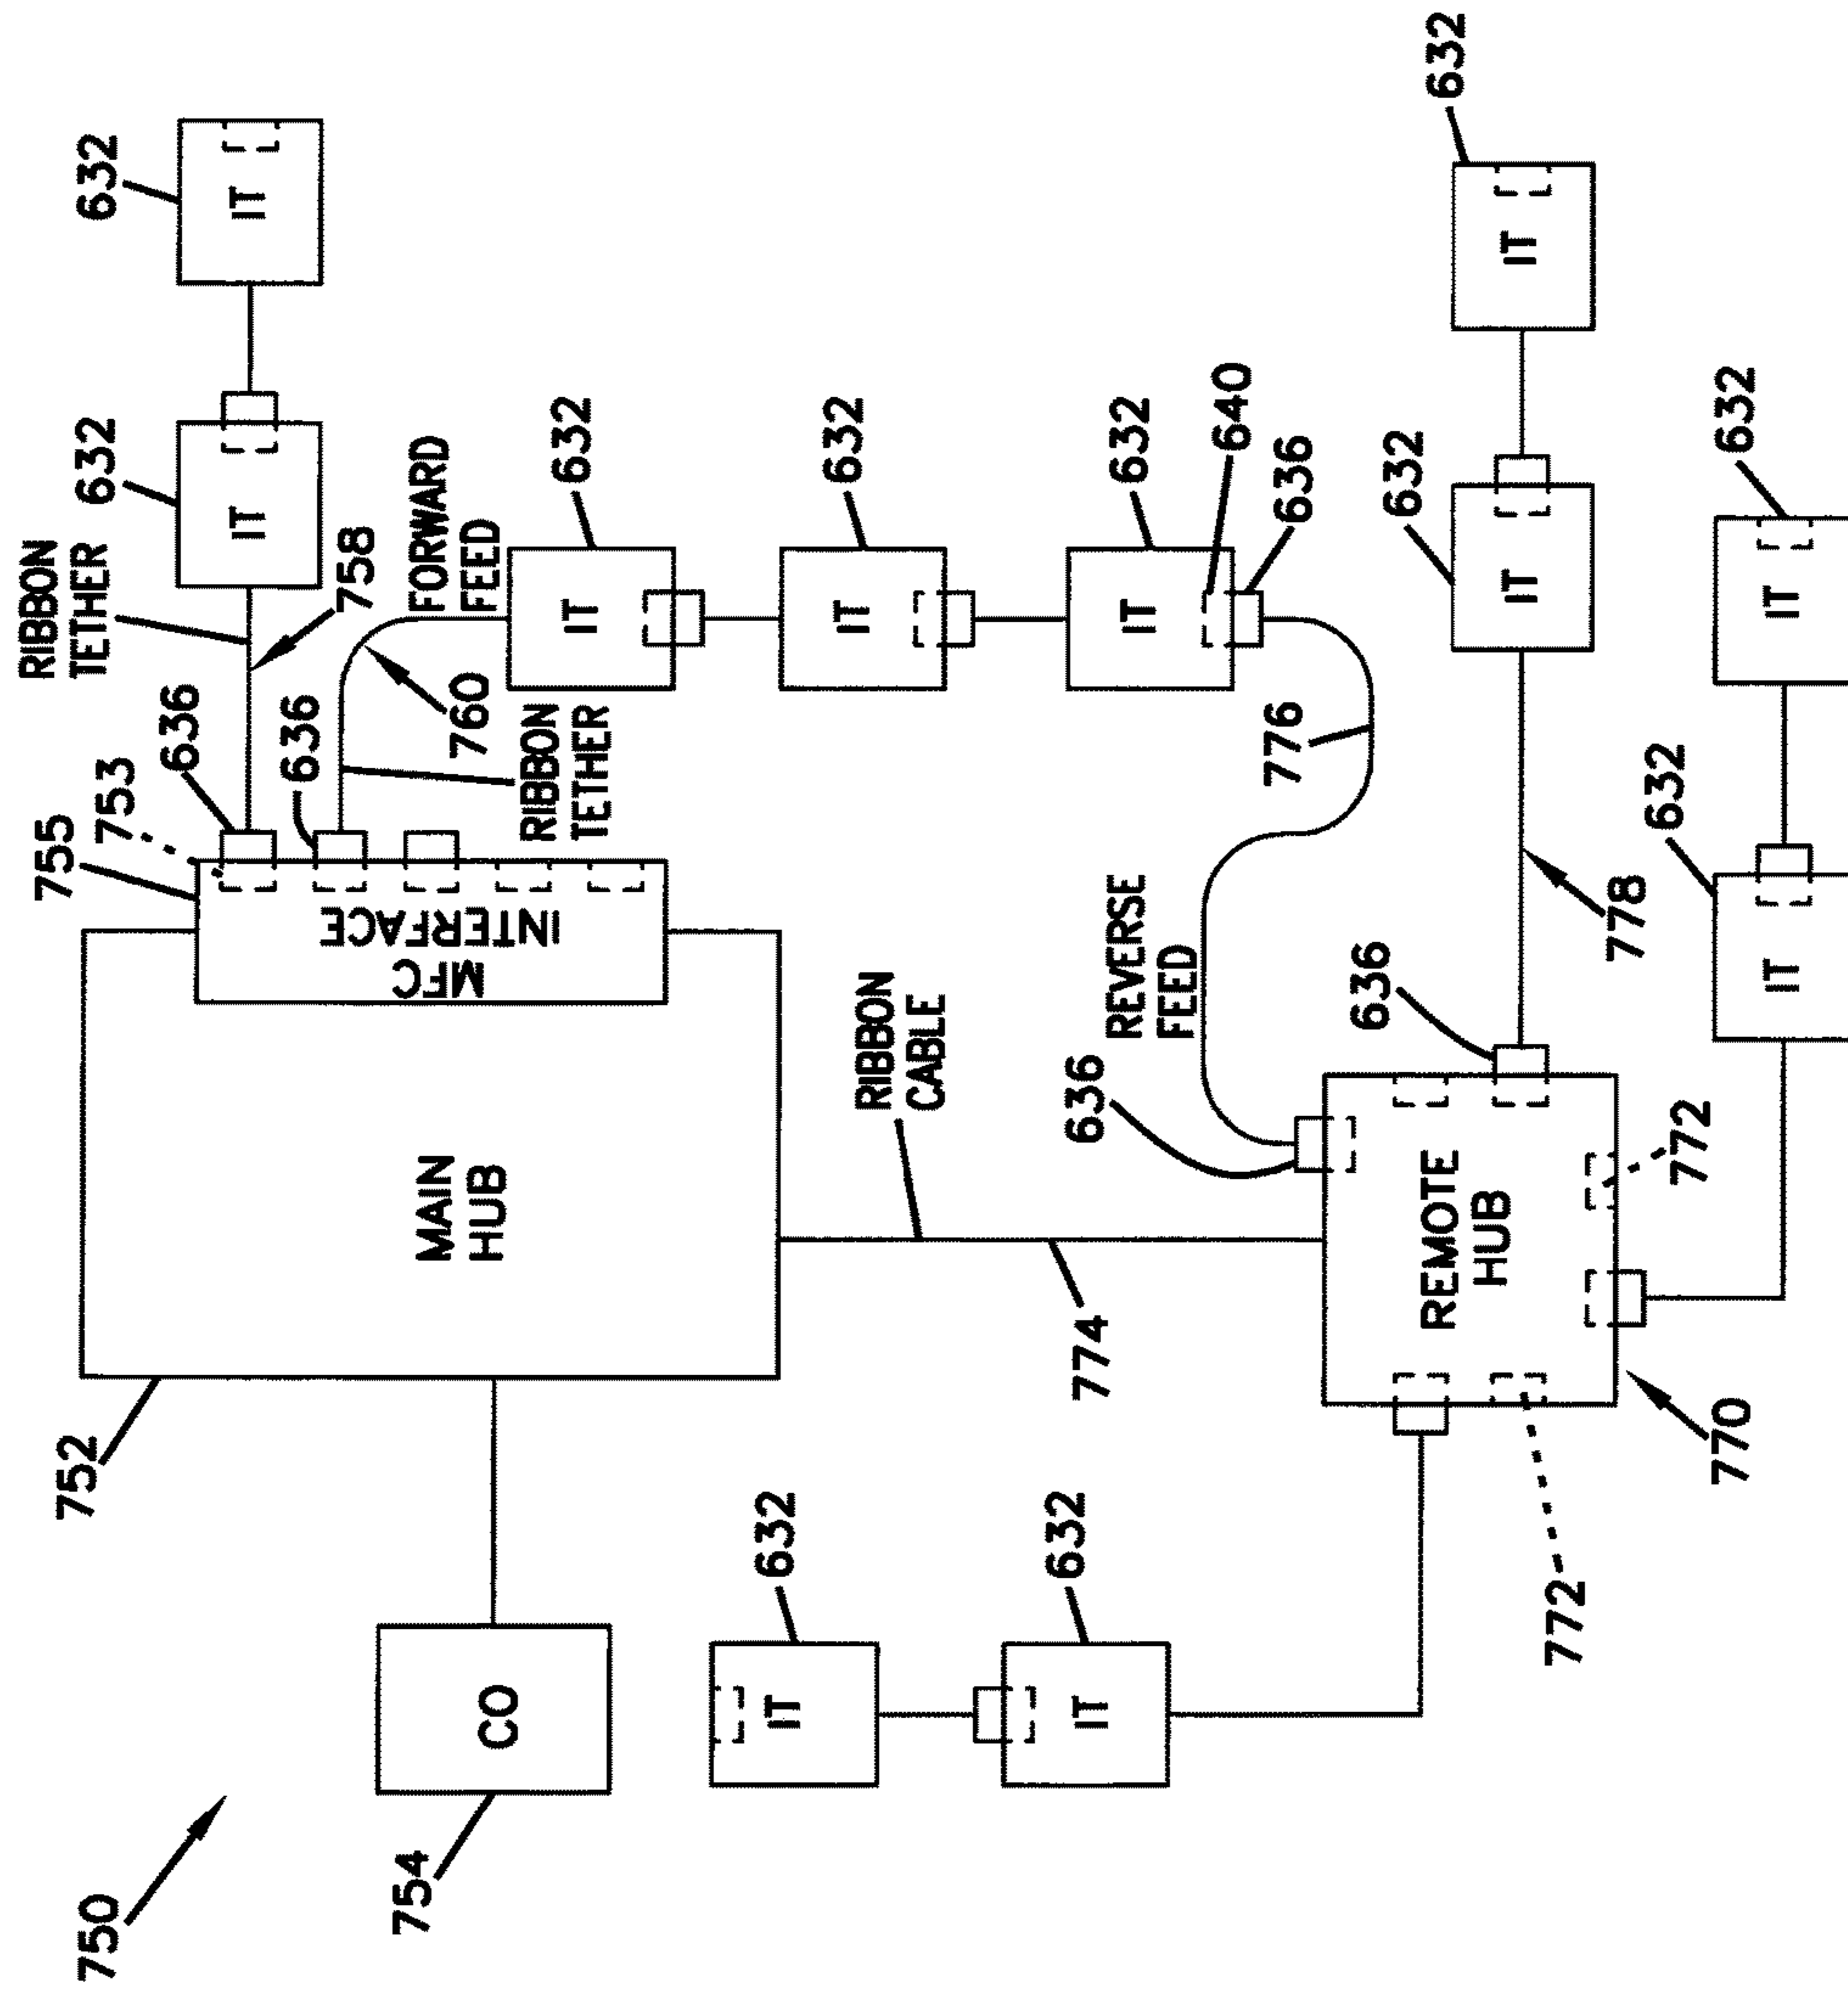 750
754
CO
752
MAIN
HUB
MFC
INTERFACE
755
753
636
636
RIBBON
TETHER
758
632
IT
632
IT
FORWARD
FEED
760
RIBBON
TETHER
632
IT
632
IT
632
IT
640
636
776
REVERSE
FEED
RIBBON
CABLE
774
636
REMOTE
HUB
770
772
772
636
778
632
IT
632
IT
632
IT
632
IT
632
IT
632
IT